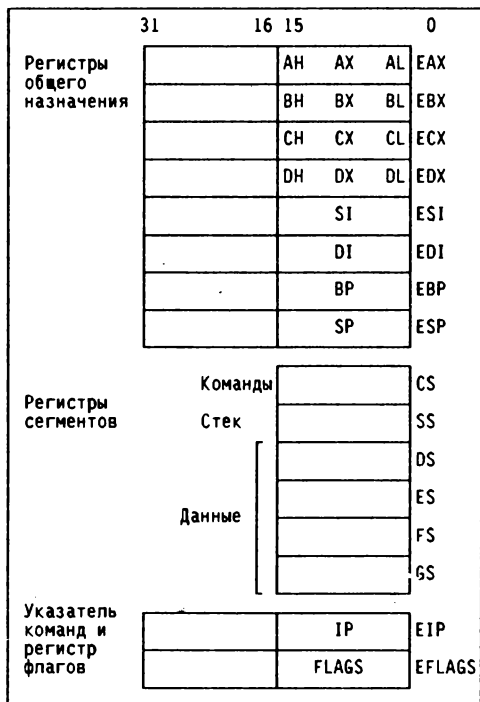 31 16 15 0
Регистры
общего
назначения
AH AX AL EAX
BH BX BL EBX
CH CX CL ECX
DH DX DL EDX
SI ESI
DI EDI
BP EBP
SP ESP
Регистры
сегментов
Команды CS
Стек SS
Данные
DS
ES
FS
GS
Указатель
команд и
регистр
флагов
IP EIP
FLAGS EFLAGS